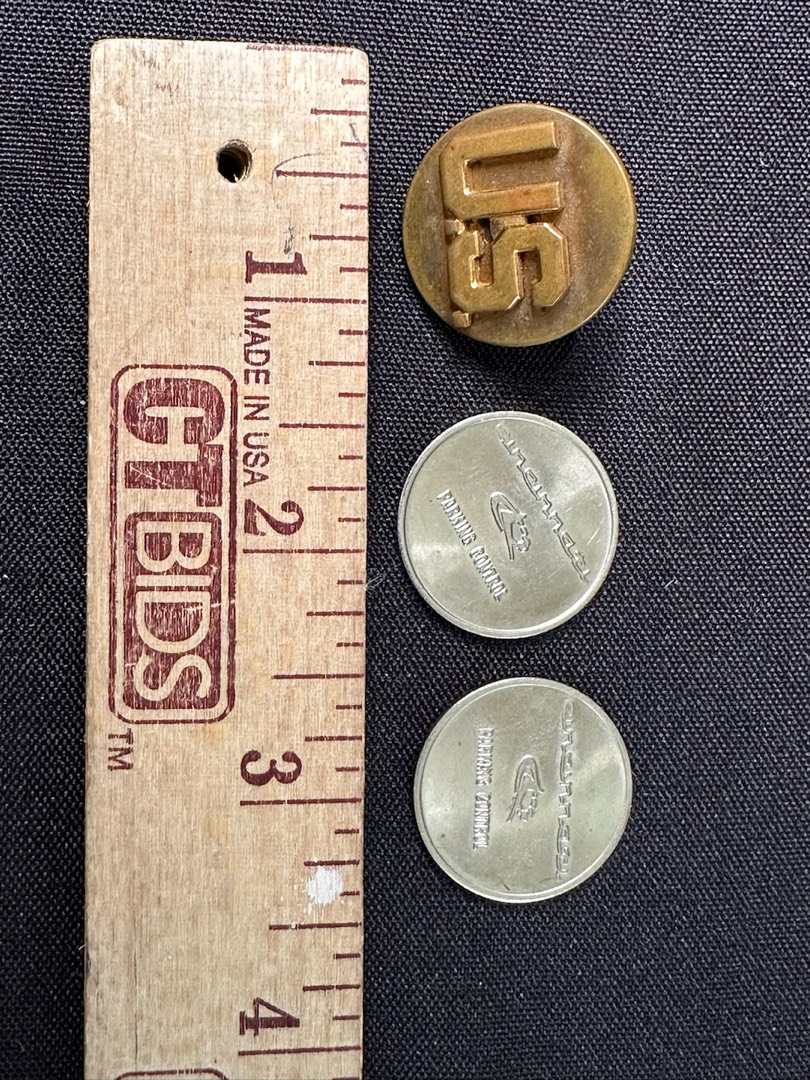 1
MADE IN USA
CTBIDS
TM
2
3
4
US
PARKING CONTROL
PARKING CONTROL